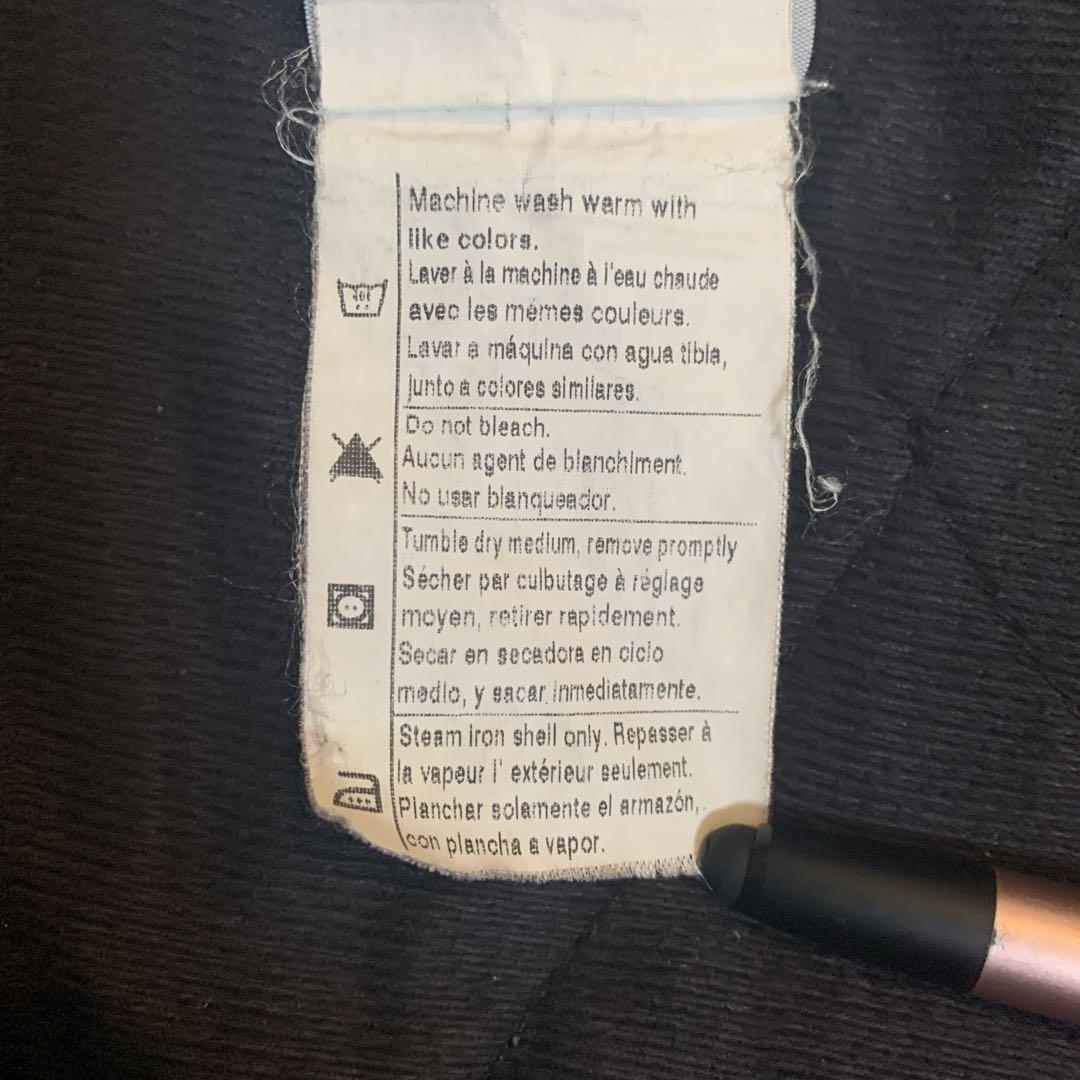 Machine wash warm with
like colors.
Laver à la machine à l'eau chaude
avec les mémes couleurs.
Lavar a máquina con agua tibia,
junto a colores similares.
Do not bleach.
Aucun agent de blanchiment.
No usar blanqueador.
Tumble dry medium, remove promptly
Sécher par culbutage à réglage
moyen, retirer rapidement.
Secar en secadora en ciclo
medio, y sacar inmediatamente.
Steam iron shell only. Repasser à
la vapeur l' extérieur seulement.
Planchar solamente el armazón,
con plancha a vapor.